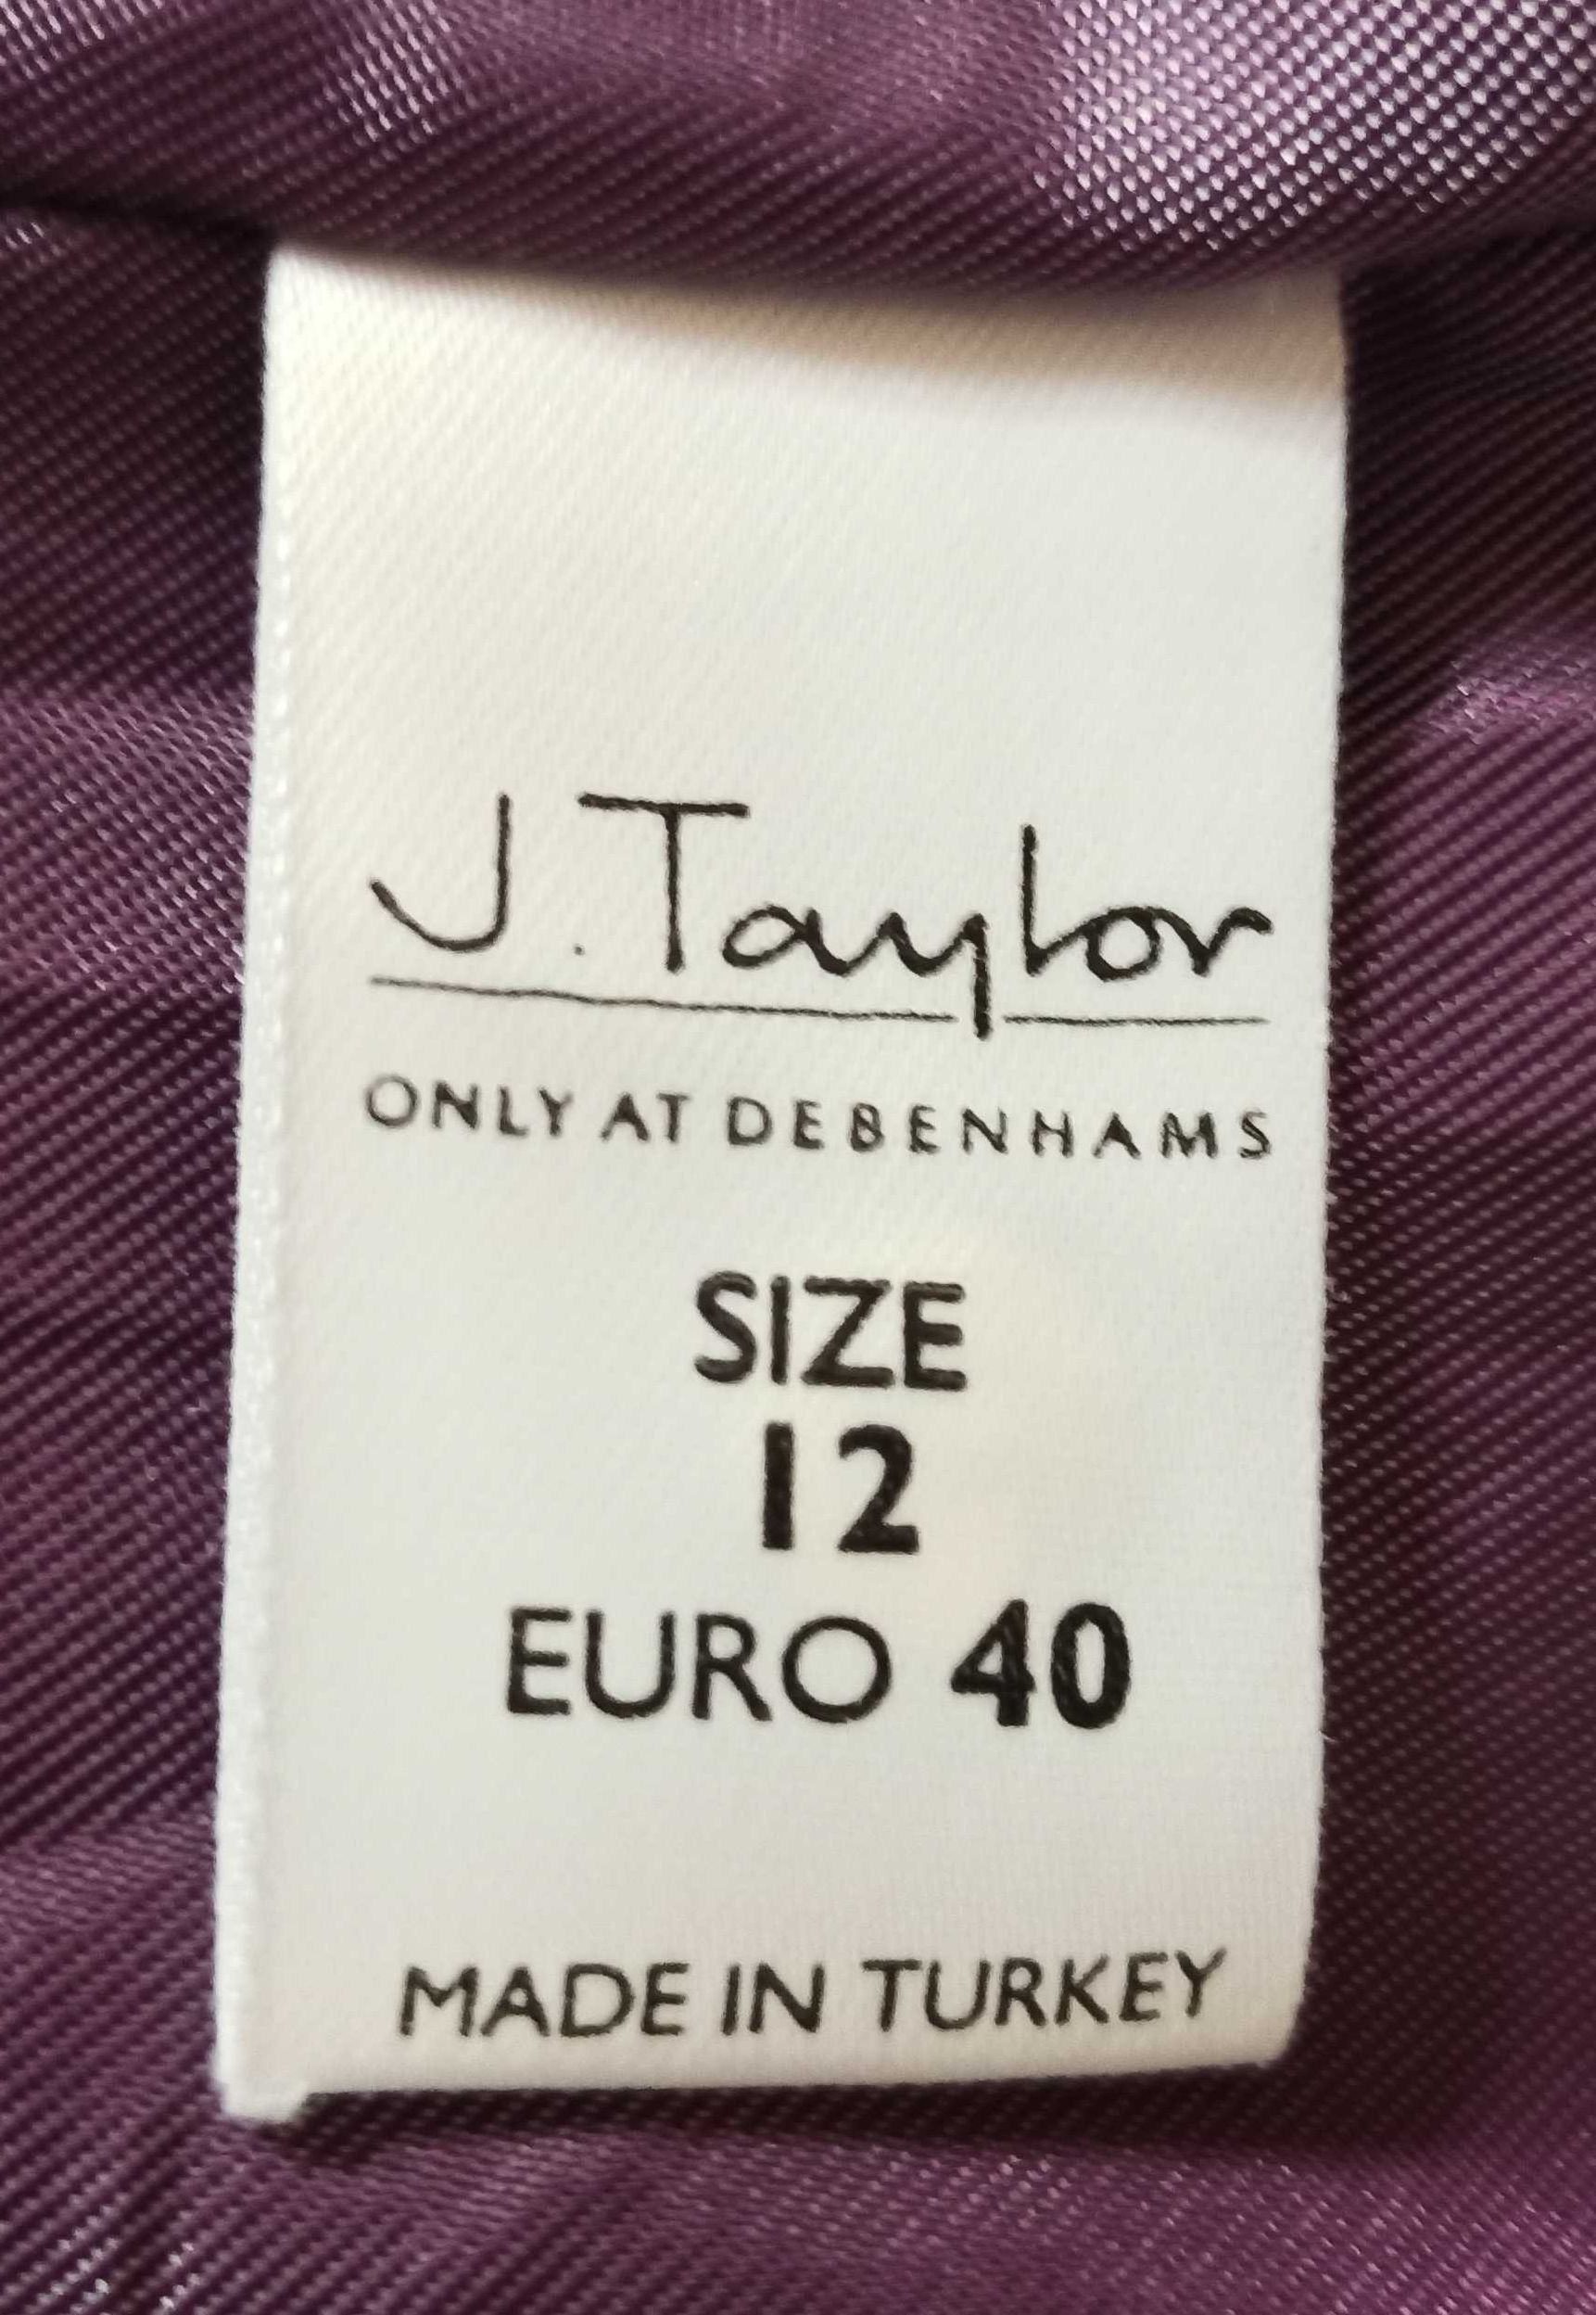 J. Taylor
ONLY AT DEBENHAMS
SIZE
12
EURO 40
MADE IN TURKEY